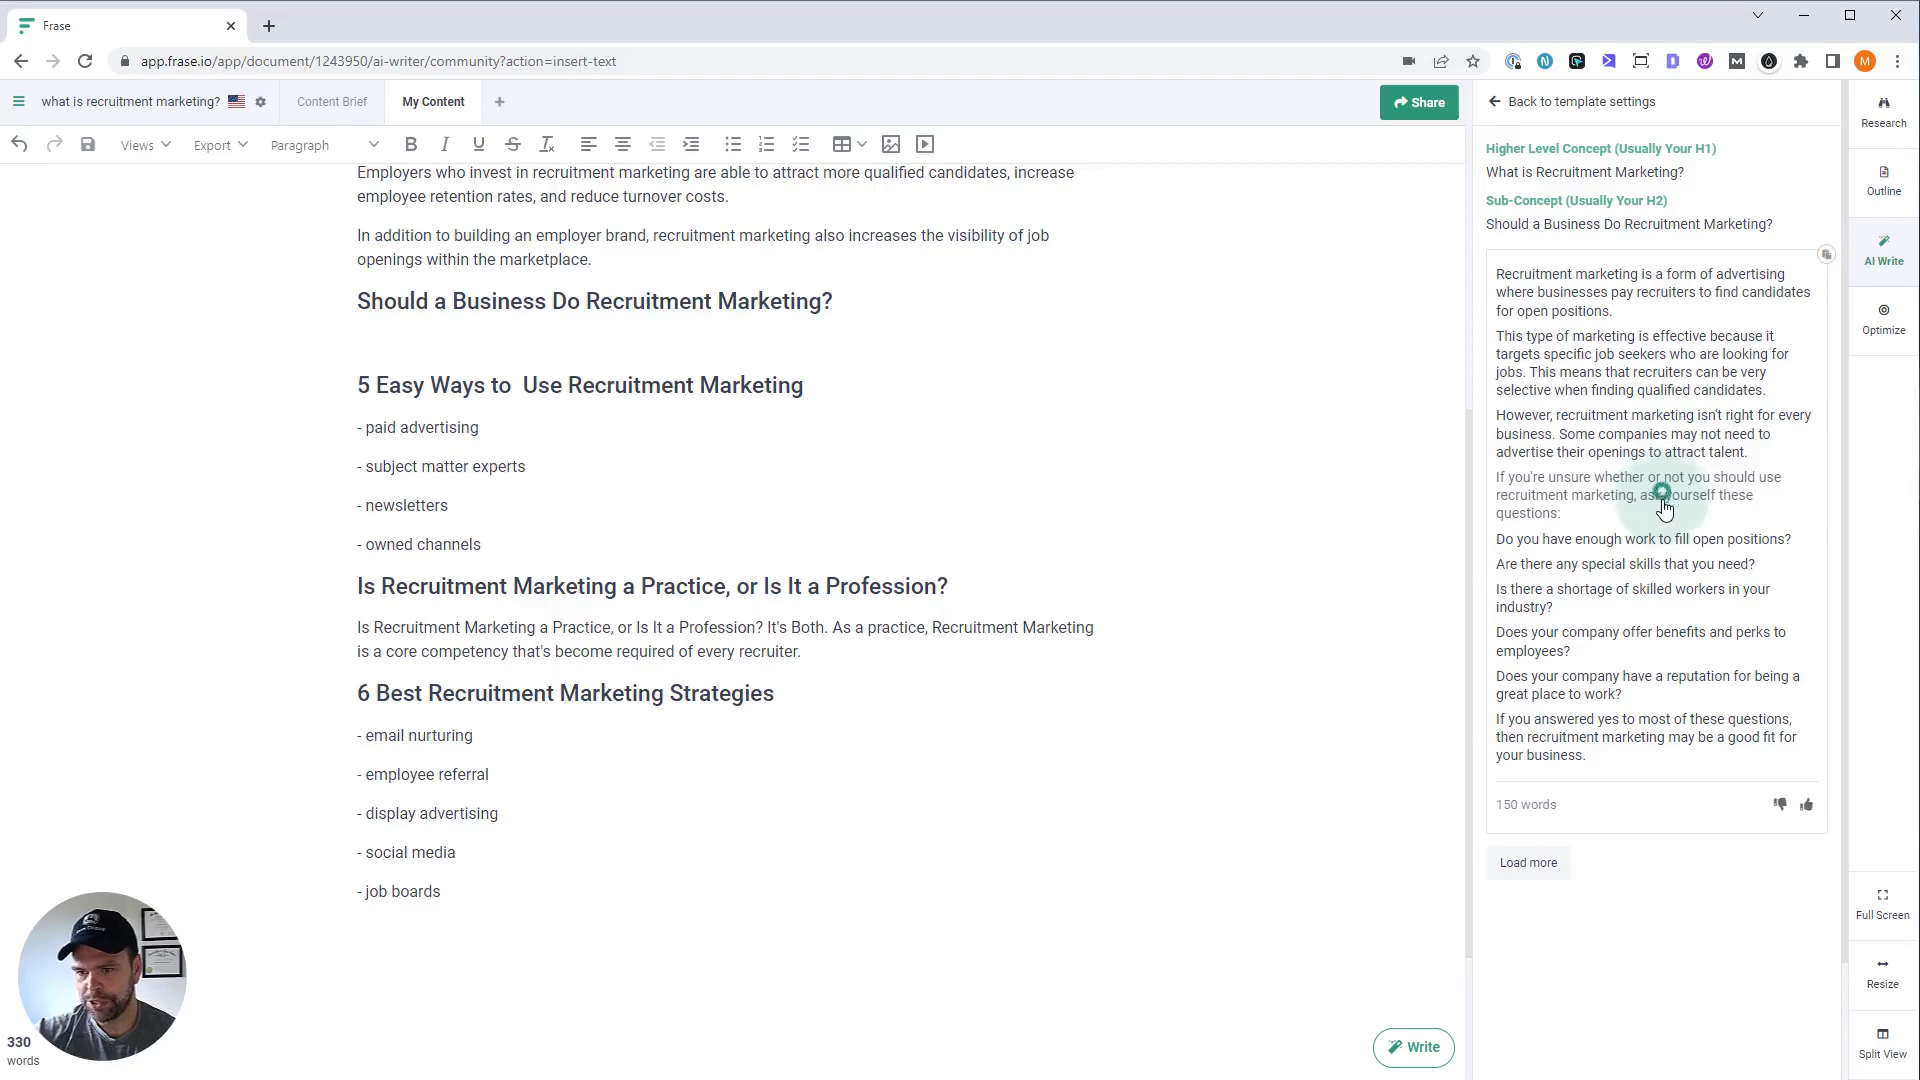 Frase
app.frase.io/app/document/1243950/ai-writer/community?action=insert-text
what is recruitment marketing?
Content Brief
My Content
Share
Views
Export
Paragraph
Employers who invest in recruitment marketing are able to attract more qualified candidates, increase
employee retention rates, and reduce turnover costs.
In addition to building an employer brand, recruitment marketing also increases the visibility of job
openings within the marketplace.
Should a Business Do Recruitment Marketing?
5 Easy Ways to  Use Recruitment Marketing
- paid advertising
- subject matter experts
- newsletters
- owned channels
Is Recruitment Marketing a Practice, or Is It a Profession?
Is Recruitment Marketing a Practice, or Is It a Profession? It's Both. As a practice, Recruitment Marketing
is a core competency that's become required of every recruiter.
6 Best Recruitment Marketing Strategies
- email nurturing
- employee referral
- display advertising
- social media
- job boards
330
words
Write
Back to template settings
Higher Level Concept (Usually Your H1)
What is Recruitment Marketing?
Sub-Concept (Usually Your H2)
Should a Business Do Recruitment Marketing?
Recruitment marketing is a form of advertising
where businesses pay recruiters to find candidates
for open positions.
This type of marketing is effective because it
targets specific job seekers who are looking for
jobs. This means that recruiters can be very
selective when finding qualified candidates.
However, recruitment marketing isn't right for every
business. Some companies may not need to
advertise their openings to attract talent.
If you're unsure whether or not you should use
recruitment marketing, ask yourself these
questions:
Do you have enough work to fill open positions?
Are there any special skills that you need?
Is there a shortage of skilled workers in your
industry?
Does your company offer benefits and perks to
employees?
Does your company have a reputation for being a
great place to work?
If you answered yes to most of these questions,
then recruitment marketing may be a good fit for
your business.
150 words
Load more
Research
Outline
AI Write
Optimize
Full Screen
Resize
Split View